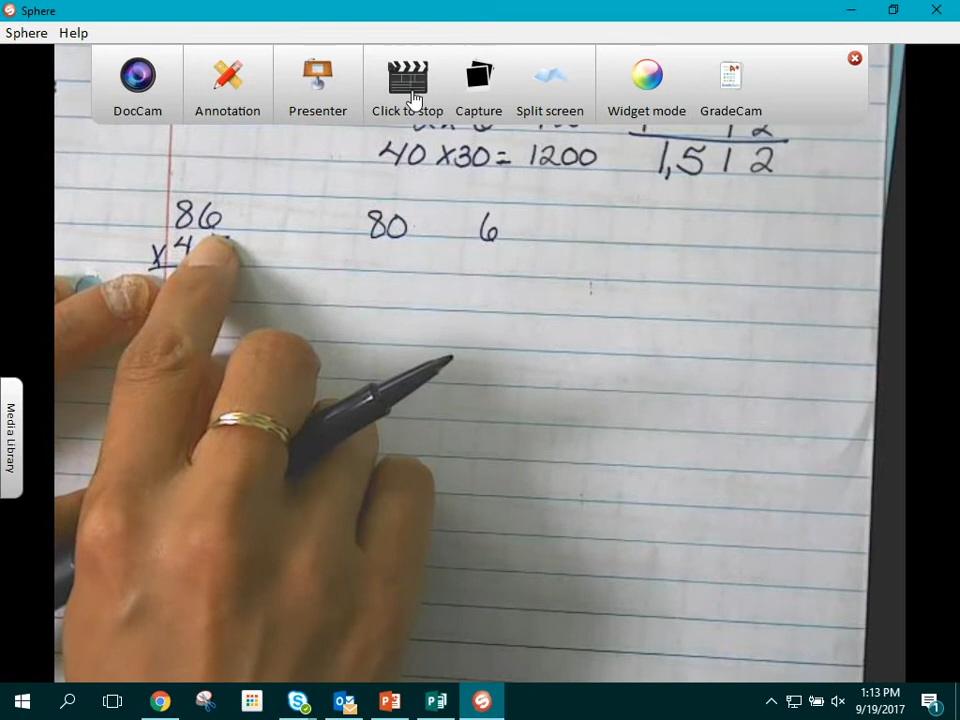 Sphere
Sphere Help
DocCam Annotation Presenter Click to stop Capture Split screen Widget mode GradeCam
40 x30 = 1200
1,512
86
x 4
80 6
Media Library
1:13 PM
9/19/2017